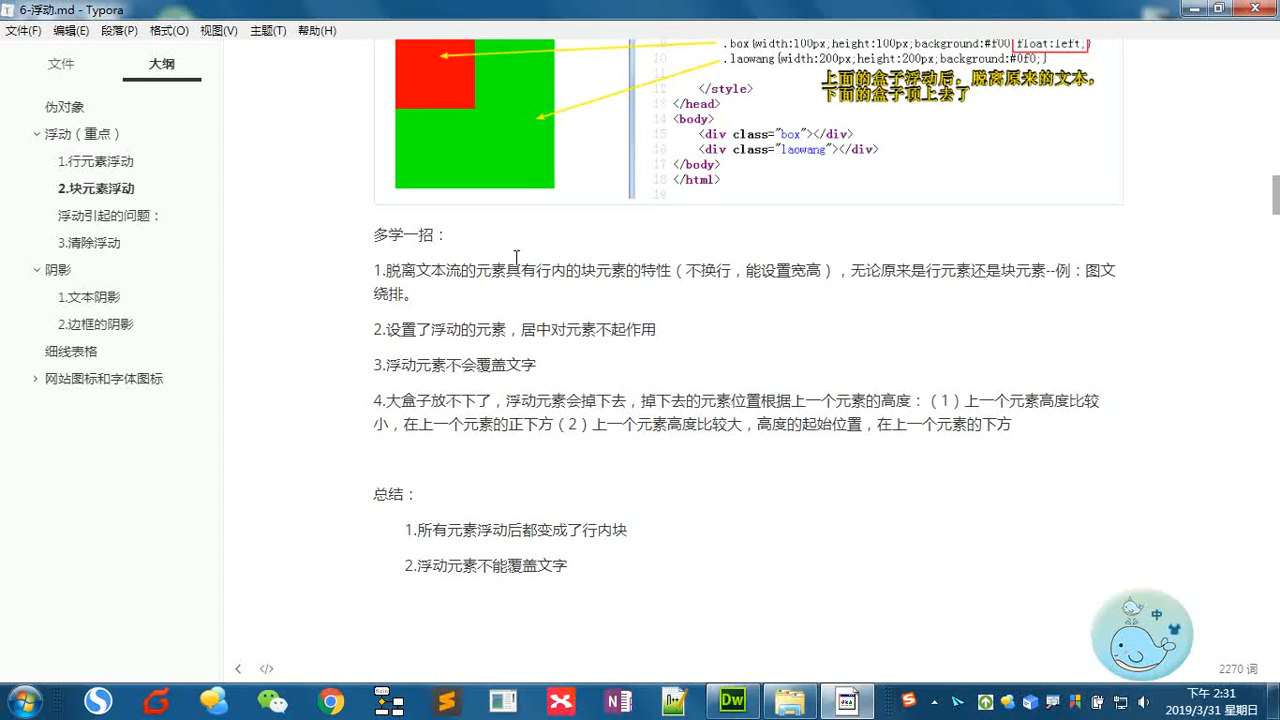 6-浮动.md - Typora
文件(F) 编辑(E) 段落(P) 格式(O) 视图(V) 主题(T) 帮助(H)
文件 大纲
伪对象
浮动（重点）
1.行元素浮动
2.块元素浮动
浮动引起的问题：
3.清除浮动
阴影
1.文本阴影
2.边框的阴影
细线表格
网站图标和字体图标
9 .box{width:100px;height:100px;background:#f00;float:left;}
10 .laowang{width:200px;height:200px;background:#0f0;}
11
上面的盒子浮动后，脱离原来的文本，
下面的盒子顶上去了
12 </style>
13 </head>
14 <body>
15 <div class="box"></div>
16 <div class="laowang"></div>
17 </body>
18 </html>
19
多学一招：
1.脱离文本流的元素具有行内的块元素的特性（不换行，能设置宽高），无论原来是行元素还是块元素--例：图文
绕排。
2.设置了浮动的元素，居中对元素不起作用
3.浮动元素不会覆盖文字
4.大盒子放不下了，浮动元素会掉下去，掉下去的元素位置根据上一个元素的高度：（1）上一个元素高度比较
小，在上一个元素的正下方（2）上一个元素高度比较大，高度的起始位置，在上一个元素的下方
总结：
1.所有元素浮动后都变成了行内块
2.浮动元素不能覆盖文字
中
</>
2270 词
Dw
下午 2:31
2019/3/31 星期日